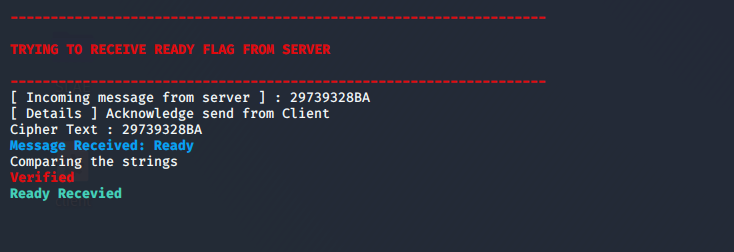 -----------------------------------------------------------------
TRYING TO RECEIVE READY FLAG FROM SERVER
-----------------------------------------------------------------
[ Incoming message from server ] : 29739328BA
[ Details ] Acknowledge send from Client
Cipher Text : 29739328BA
Message Received: Ready
Comparing the strings
Verified
Ready Recevied